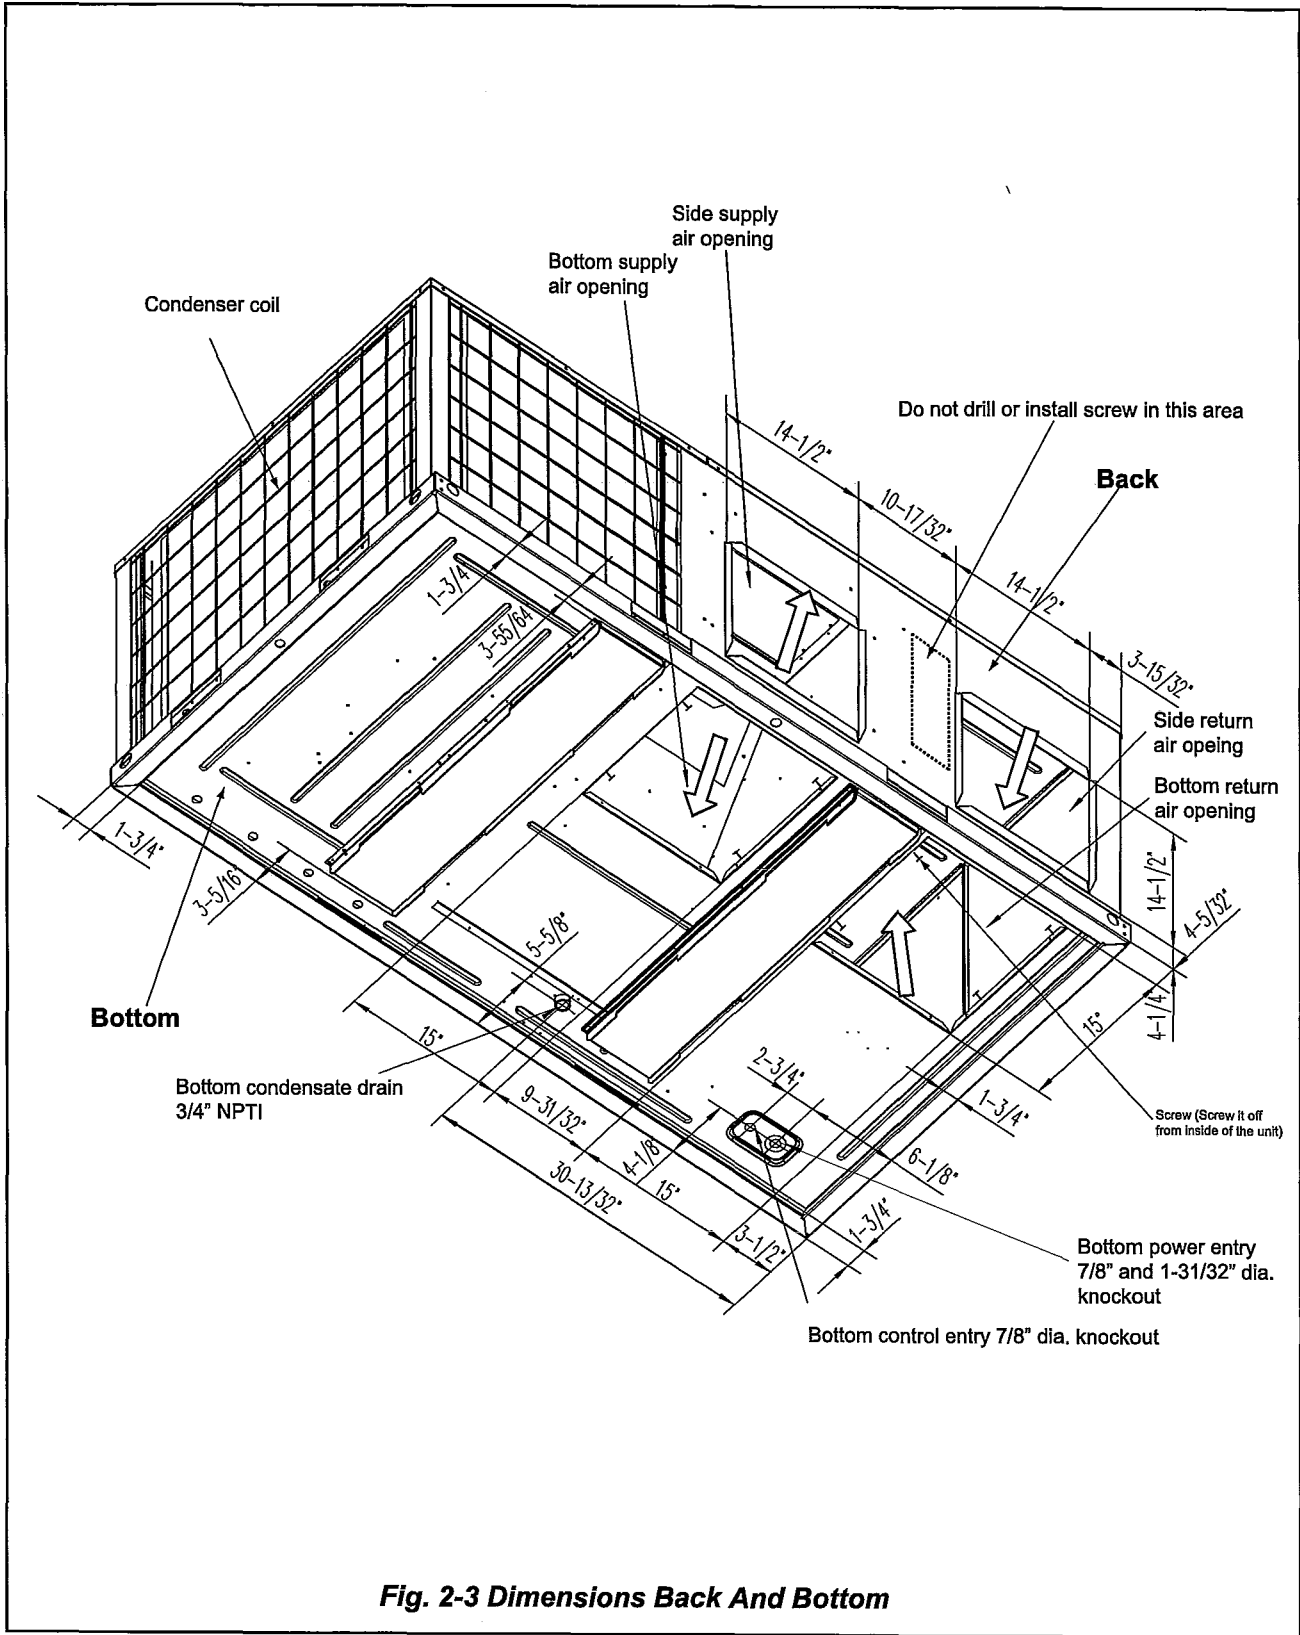 Side supply
air opening
Bottom supply
air opening
Condenser coil
Do not drill or install screw in this area
Back
14-1/2"
10-17/32"
14-1/2"
3-15/32"
1-3/4"
3-55/64"
Side return
air opeing
Bottom return
air opening
1-3/4"
3-5/16"
14-1/2"
4-5/32"
5-5/8"
Bottom
15"
15"
4-1/4"
Bottom condensate drain
3/4" NPTI
2-3/4"
9-31/32"
1-3/4"
Screw (Screw it off
from inside of the unit)
4-1/8"
6-1/8"
30-13/32"
15"
3-1/2"
1-3/4"
Bottom power entry
7/8" and 1-31/32" dia.
knockout
Bottom control entry 7/8" dia. knockout
Fig. 2-3 Dimensions Back And Bottom